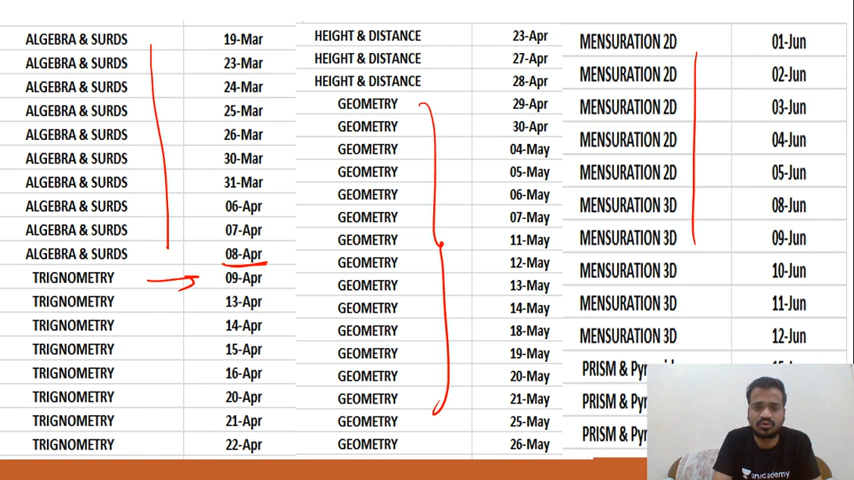 ALGEBRA & SURDS 19-Mar
ALGEBRA & SURDS 23-Mar
ALGEBRA & SURDS 24-Mar
ALGEBRA & SURDS 25-Mar
ALGEBRA & SURDS 26-Mar
ALGEBRA & SURDS 30-Mar
ALGEBRA & SURDS 31-Mar
ALGEBRA & SURDS 06-Apr
ALGEBRA & SURDS 07-Apr
ALGEBRA & SURDS 08-Apr
TRIGNOMETRY 09-Apr
TRIGNOMETRY 13-Apr
TRIGNOMETRY 14-Apr
TRIGNOMETRY 15-Apr
TRIGNOMETRY 16-Apr
TRIGNOMETRY 20-Apr
TRIGNOMETRY 21-Apr
TRIGNOMETRY 22-Apr
HEIGHT & DISTANCE 23-Apr
HEIGHT & DISTANCE 27-Apr
HEIGHT & DISTANCE 28-Apr
GEOMETRY 29-Apr
GEOMETRY 30-Apr
GEOMETRY 04-May
GEOMETRY 05-May
GEOMETRY 06-May
GEOMETRY 07-May
GEOMETRY 11-May
GEOMETRY 12-May
GEOMETRY 13-May
GEOMETRY 14-May
GEOMETRY 18-May
GEOMETRY 19-May
GEOMETRY 20-May
GEOMETRY 21-May
GEOMETRY 25-May
GEOMETRY 26-May
MENSURATION 2D 01-Jun
MENSURATION 2D 02-Jun
MENSURATION 2D 03-Jun
MENSURATION 2D 04-Jun
MENSURATION 2D 05-Jun
MENSURATION 3D 08-Jun
MENSURATION 3D 09-Jun
MENSURATION 3D 10-Jun
MENSURATION 3D 11-Jun
MENSURATION 3D 12-Jun
PRISM &
PRISM &
PRISM &